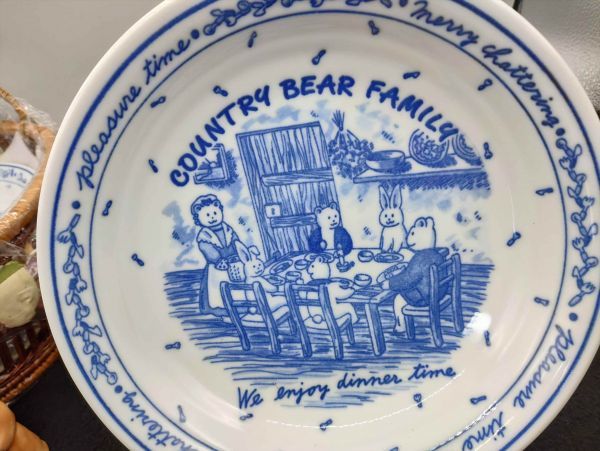 COUNTRY BEAR FAMILY
We enjoy dinner time
pleasure time
Merry chattering
pleasure time
chattering